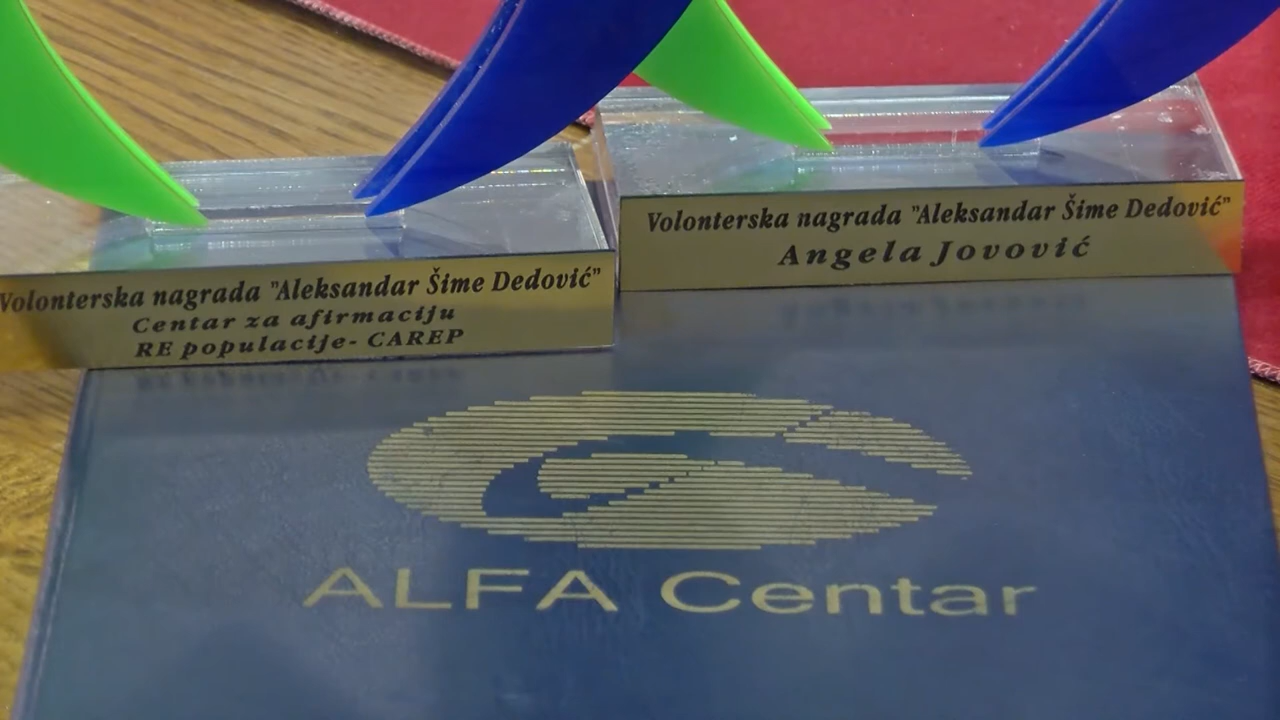 Volonterska nagrada "Aleksandar Šime Dedović"
Centar za afirmaciju
RE populacije- CAREP
Volonterska nagrada "Aleksandar Šime Dedović"
Angela Jovović
ALFA Centar